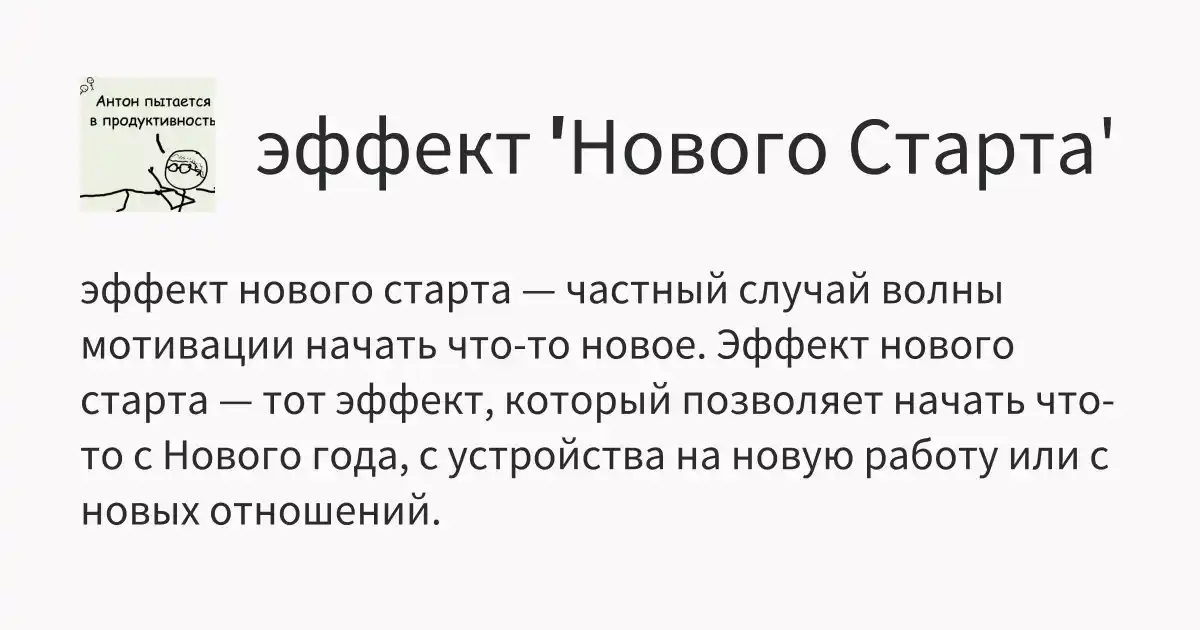 Антон пытается
в продуктивность
эффект 'Нового Старта'
эффект нового старта — частный случай волны
мотивации начать что-то новое. Эффект нового
старта — тот эффект, который позволяет начать что-
то с Нового года, с устройства на новую работу или с
новых отношений.